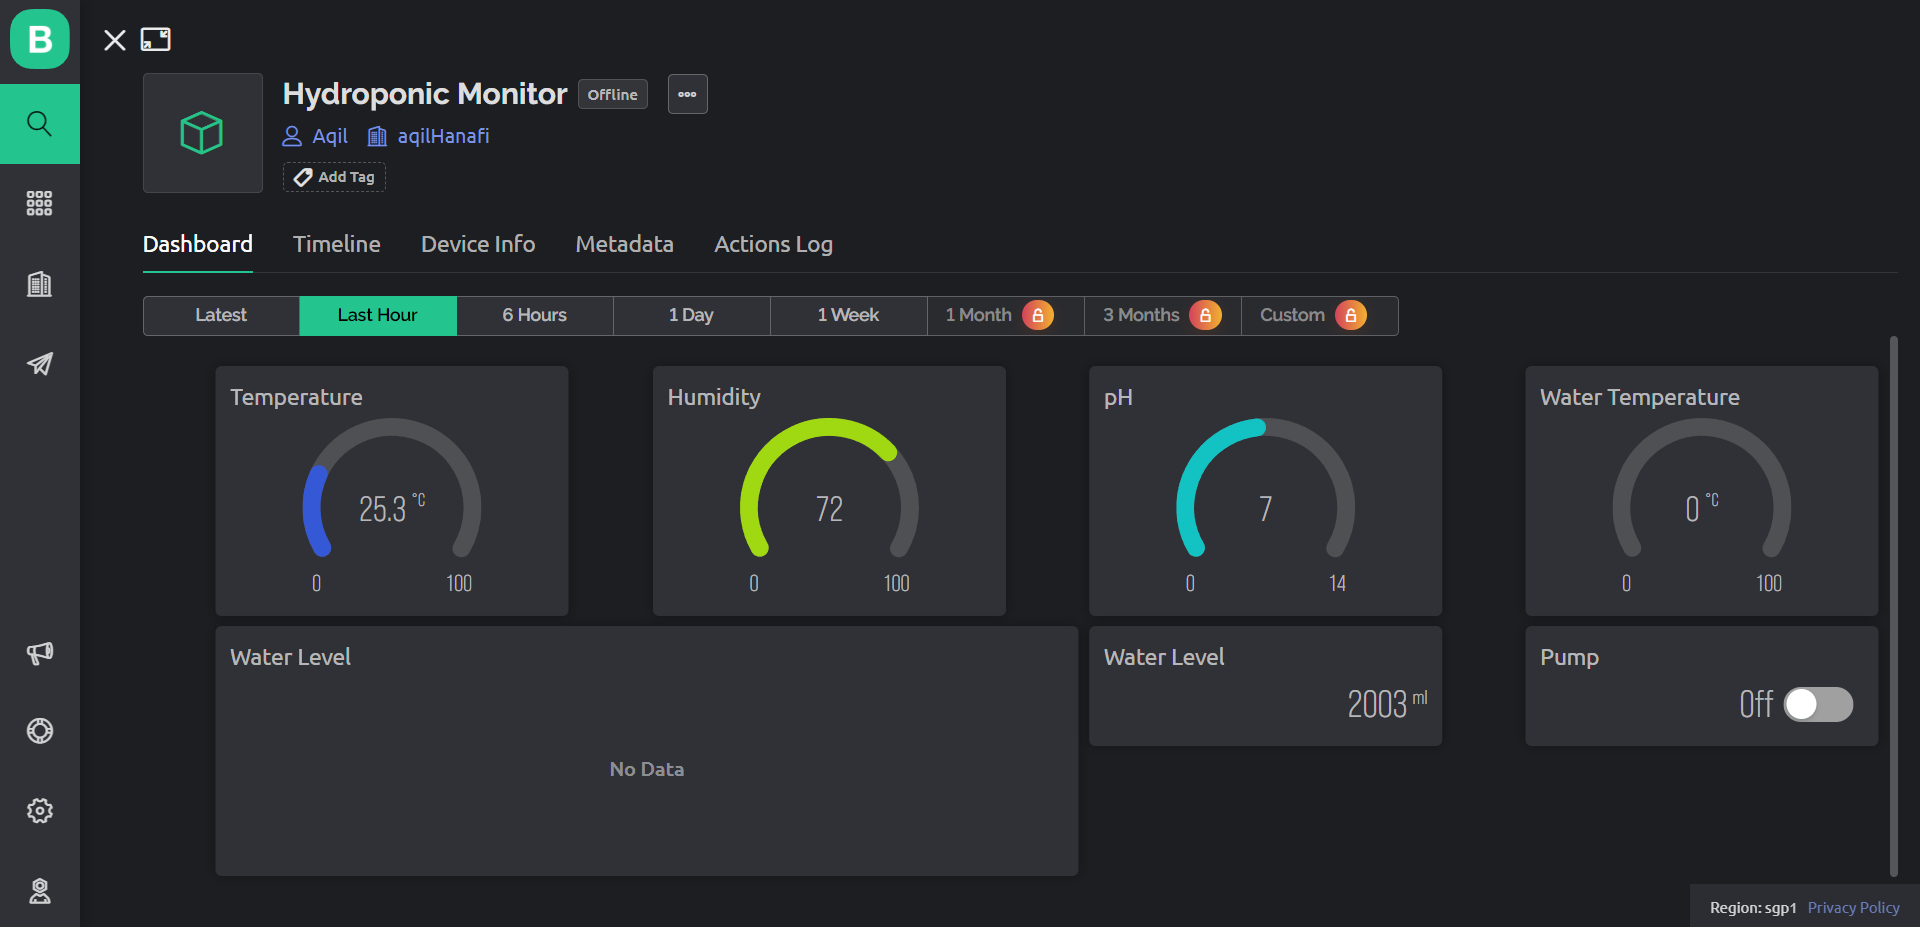 B
Hydroponic Monitor Offline
Aqil aqilHanafi
Add Tag
Dashboard Timeline Device Info Metadata Actions Log
Latest Last Hour 6 Hours 1 Day 1 Week 1 Month 3 Months Custom
Temperature Humidity pH Water Temperature
25.3 °C 72 7 0 °C
0 100 0 100 0 14 0 100
Water Level Water Level Pump
2003 ml Off
No Data
Region: sgp1 Privacy Policy